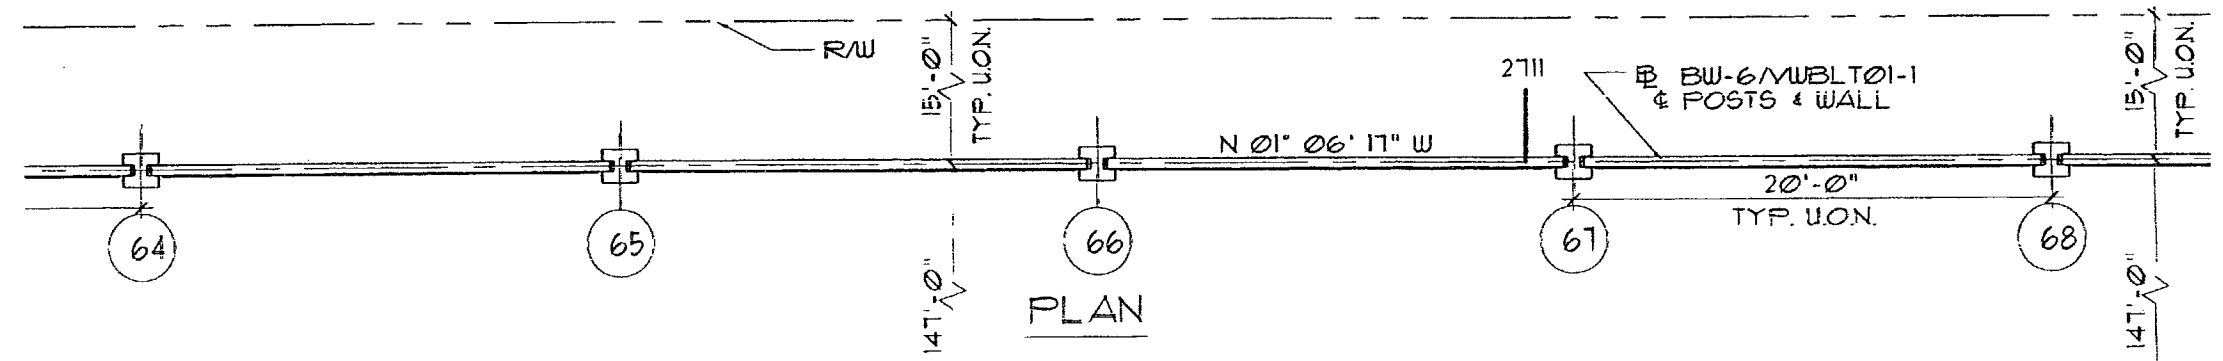 R/W
15'-0"
TYP. U.O.N.
2711
BL BW-6/WBLT01-1
℄ POSTS & WALL
15'-0"
TYP. U.O.N.
N 01° 06' 17" W
20'-0"
TYP. U.O.N.
64
65
66
67
68
147'-0"
PLAN
147'-0"